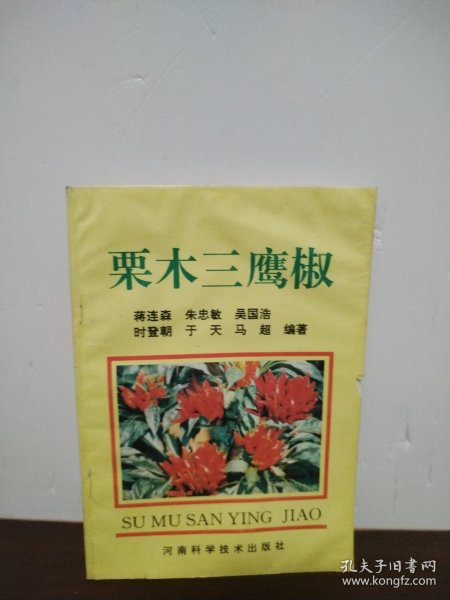 栗木三鹰椒
蒋连森 朱忠敏 吴国浩
时登朝 于天 马超 编著
SU MU SAN YING JIAO
河南科学技术出版社
孔夫子旧书网
www.kongfz.com